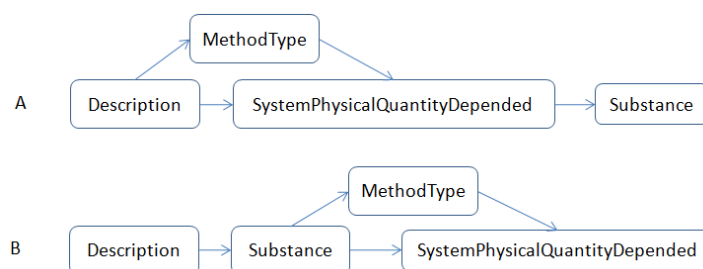 MethodType
A Description SystemPhysicalQuantityDepended Substance
MethodType
B Description Substance SystemPhysicalQuantityDepended